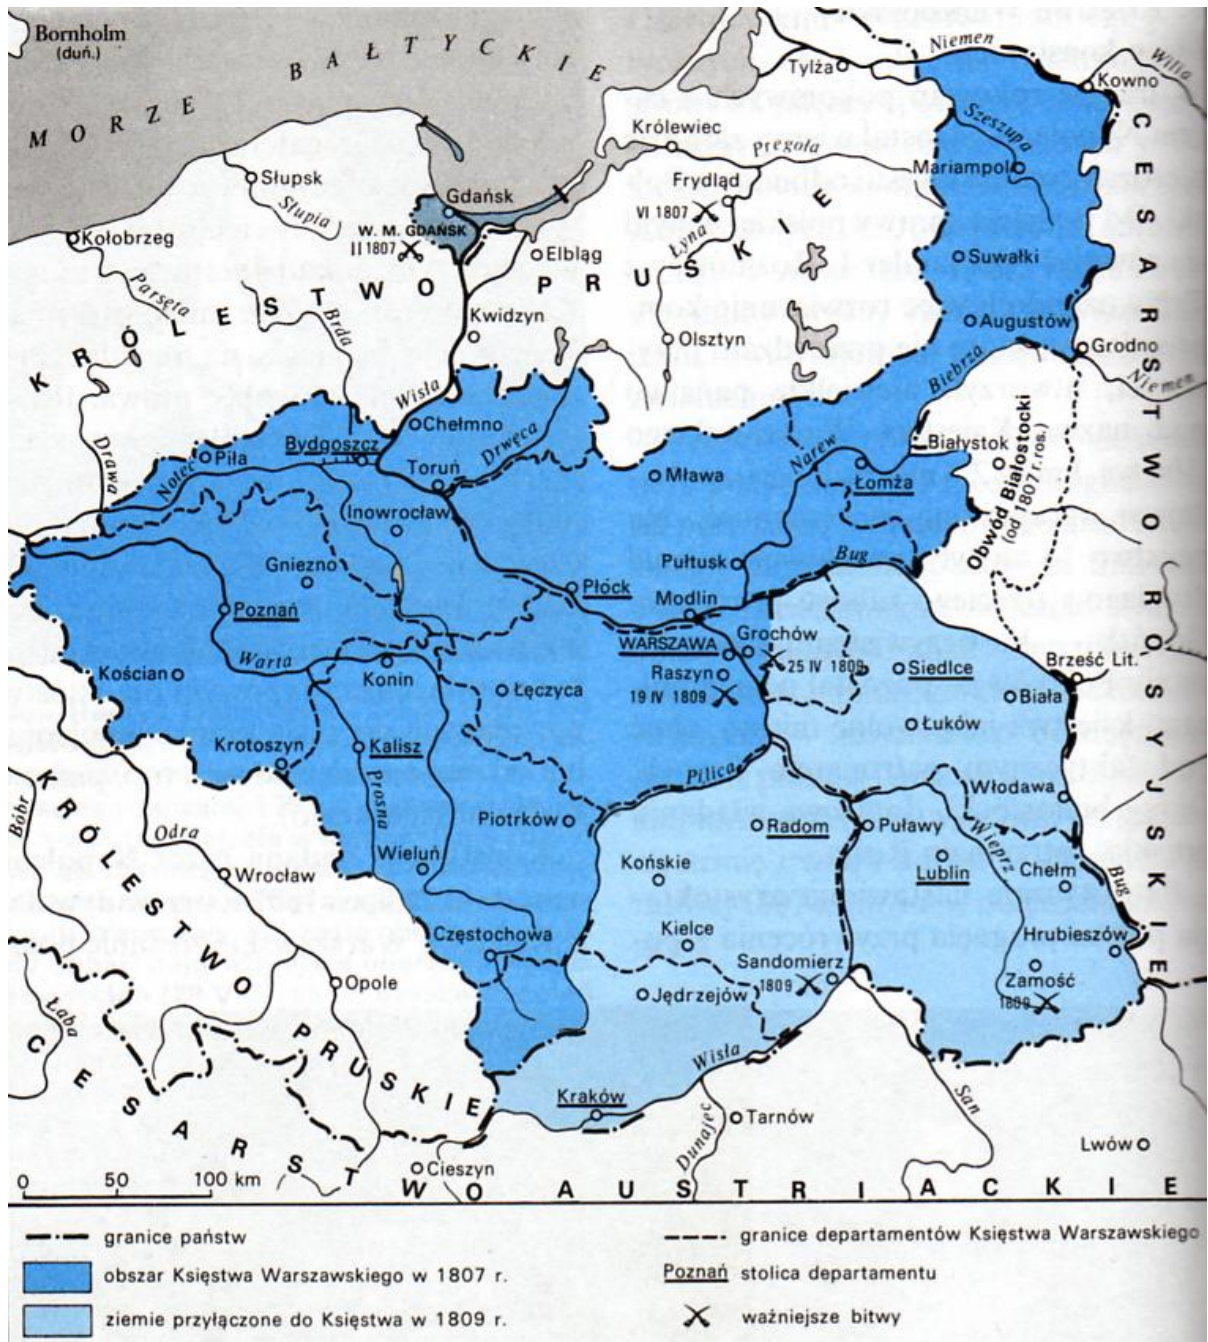 Bornholm
(duń.)
MORZE BAŁTYCKIE
Niemen
Wilia
Tylża
Kowno
Królewiec
Pregoła
Szeszupa
Mariampol
Słupsk
Słupia
Gdańsk
W. M. GDAŃSK
II 1807
Frydląd
VI 1807
Łyna
Kołobrzeg
Elbląg
Suwałki
KRÓLESTWO PRUSKIE
Parsęta
Brda
Kwidzyn
Olsztyn
Augustów
Grodno
Niemen
Biebrza
Wisła
Drawa
Chełmno
Bydgoszcz
Piła
Noteć
Toruń
Drwęca
Mława
Narew
Białystok
Łomża
Obwód Białostocki
(od 1807 r. ros.)
CESARSTWO ROSYJSKIE
Inowrocław
Gniezno
Pułtusk
Bug
Płock
Modlin
Poznań
WARSZAWA
Grochów
25 IV 1809
Siedlce
Brześć Lit.
Warta
Kościan
Konin
Łęczyca
Raszyn
19 IV 1809
Biała
Łuków
Krotoszyn
Kalisz
Prosna
Pilica
Włodawa
Bóbr
Odra
Piotrków
Radom
Puławy
Wieprz
KRÓLESTWO PRUSKIE
Wieluń
Wrocław
Końskie
Lublin
Chełm
Bug
Częstochowa
Kielce
Hrubieszów
Sandomierz
1809
Zamość
1809
Opole
Jędrzejów
Łaba
Wisła
Kraków
Dunajec
Tarnów
San
Lwów
Cieszyn
CESARSTWO AUSTRIACKIE
0 50 100 km
granice państw
obszar Księstwa Warszawskiego w 1807 r.
ziemie przyłączone do Księstwa w 1809 r.
granice departamentów Księstwa Warszawskiego
Poznań stolica departamentu
ważniejsze bitwy